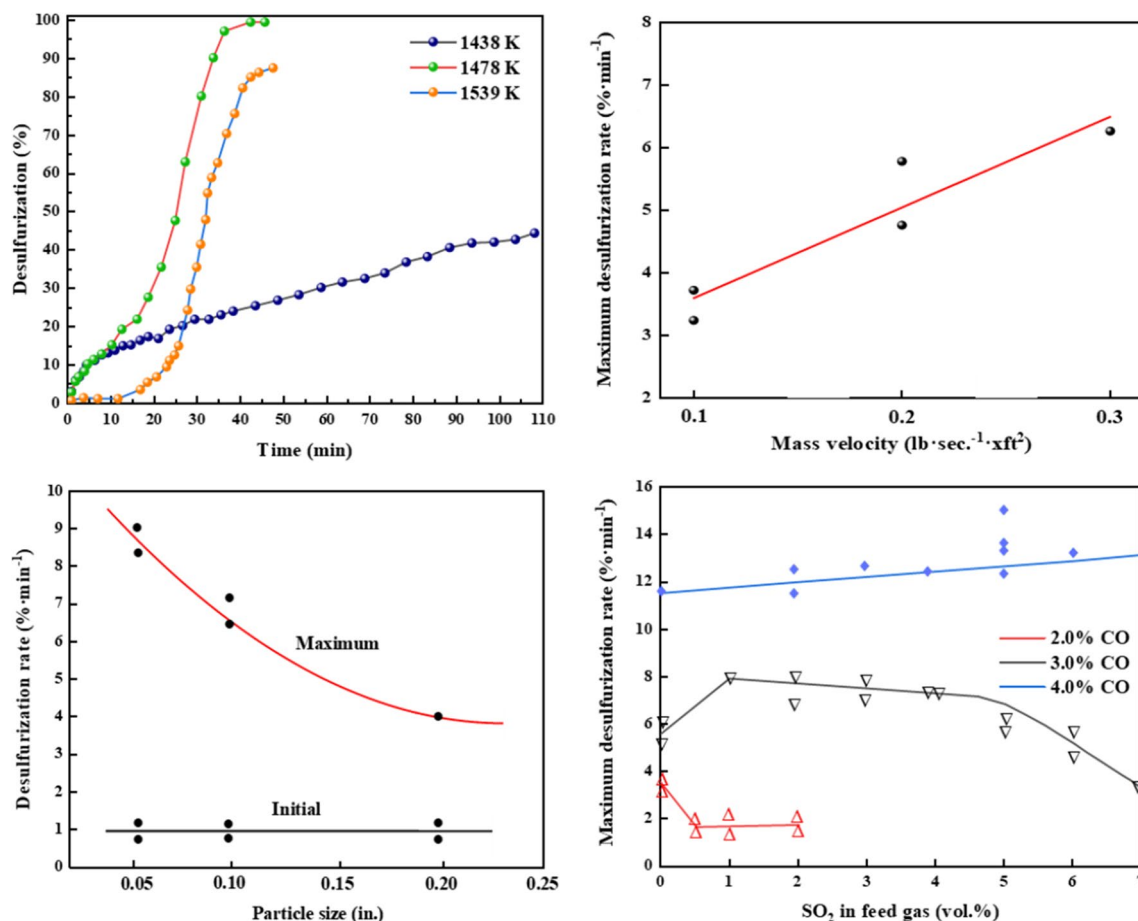 100
90
80
70
60
50
40
30
20
10
0
Desulfurization (%)
1438 K
1478 K
1539 K
0 10 20 30 40 50 60 70 80 90 100 110
Time (min)
8
7
6
5
4
3
2
Maximum desulfurization rate (%·min⁻¹)
0.1 0.2 0.3
Mass velocity (lb·sec.⁻¹·xft²)
10
9
8
7
6
5
4
3
2
1
0
Desulfurization rate (%·min⁻¹)
Maximum
Initial
0.05 0.10 0.20 0.25
Particle size (in.)
16
14
12
10
8
6
4
2
0
Maximum desulfurization rate (%·min⁻¹)
2.0% CO
3.0% CO
4.0% CO
0 1 2 3 4 5 6 7
SO₂ in feed gas (vol.%)